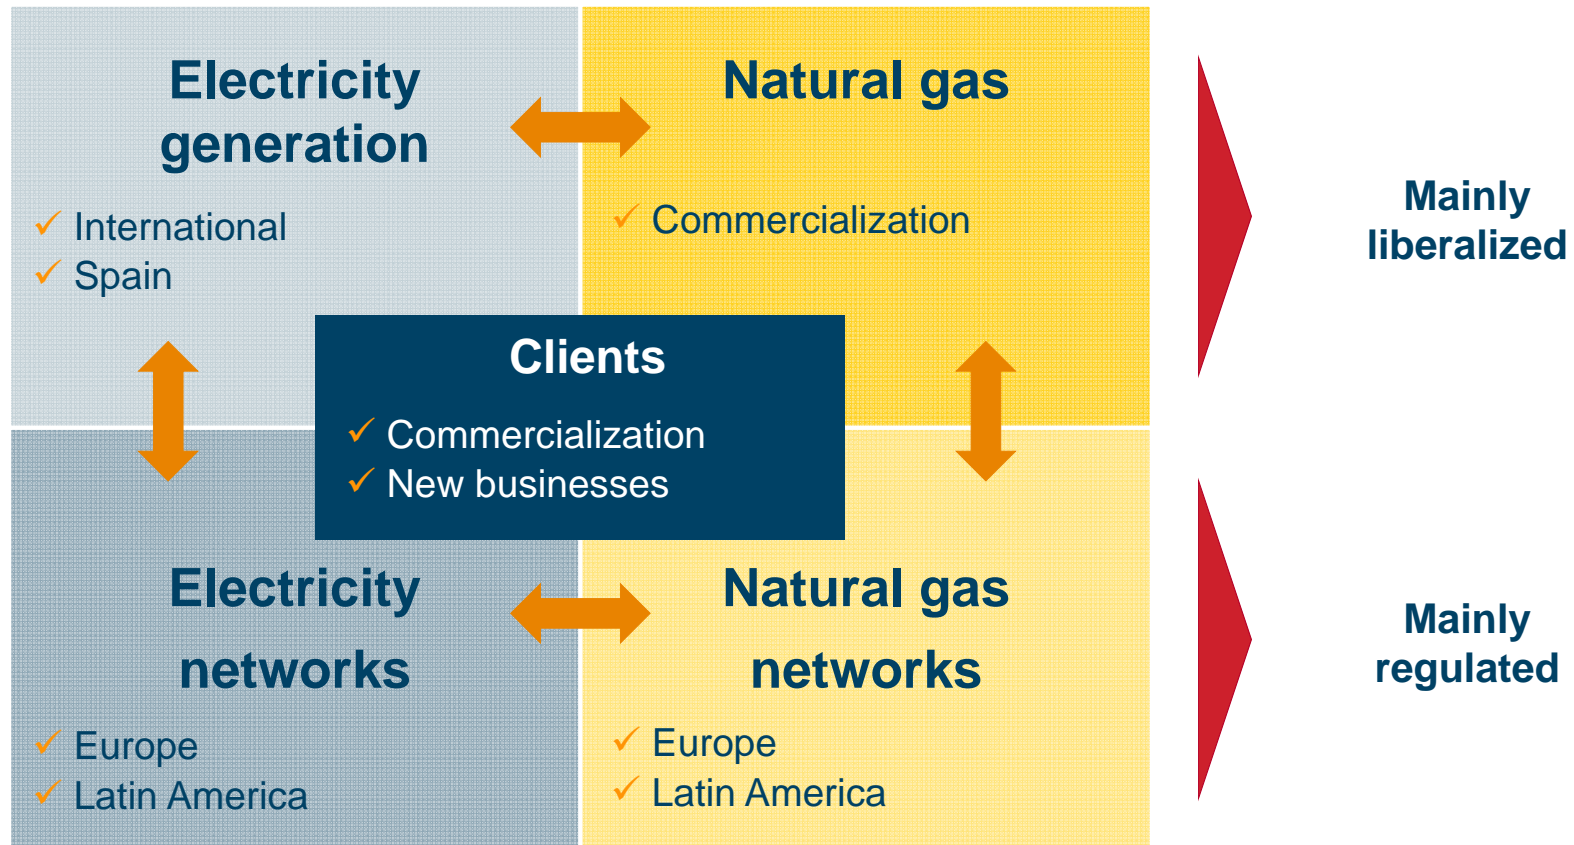 Electricity
generation
✓ International
✓ Spain
Natural gas
✓ Commercialization
Mainly
liberalized
Clients
✓ Commercialization
✓ New businesses
Electricity
networks
✓ Europe
✓ Latin America
Natural gas
networks
✓ Europe
✓ Latin America
Mainly
regulated